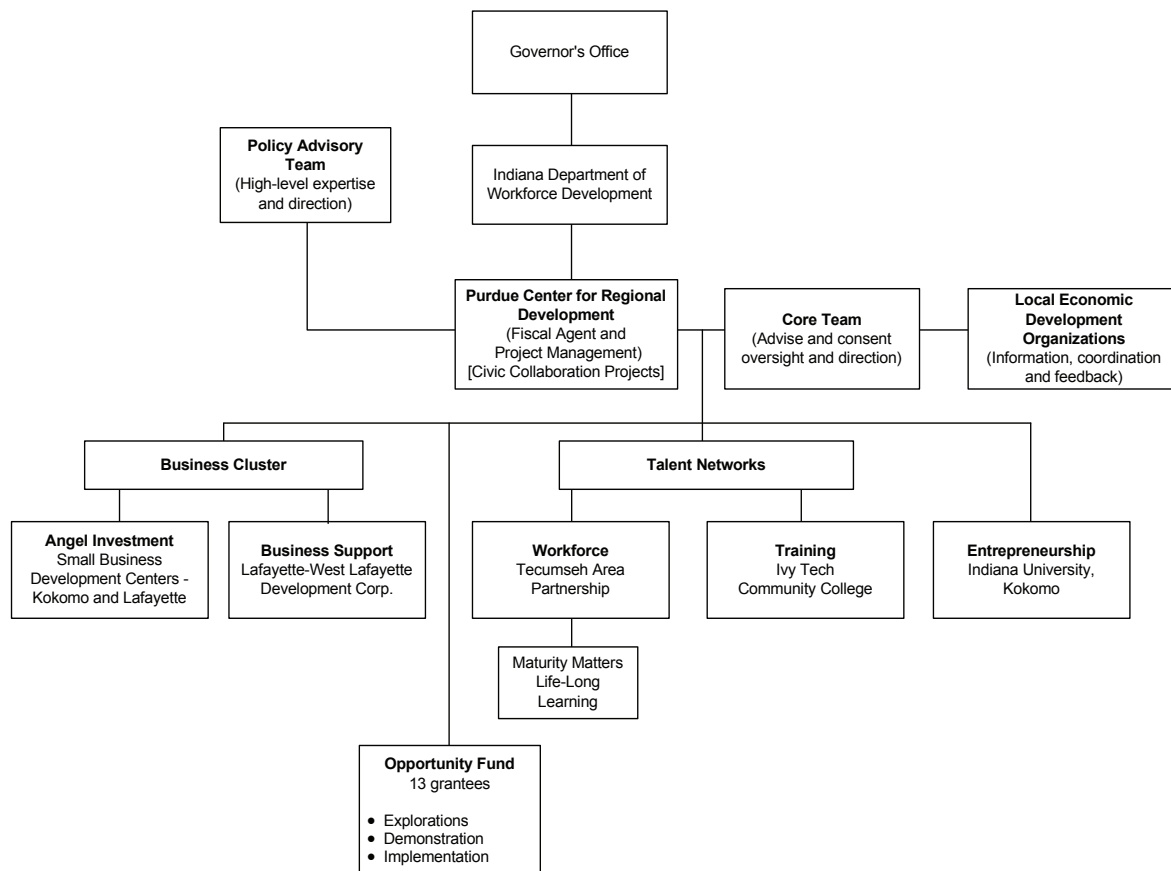 Governor's Office
Policy Advisory
Team
(High-level expertise
and direction)
Indiana Department of
Workforce Development
Purdue Center for Regional
Development
(Fiscal Agent and
Project Management)
[Civic Collaboration Projects]
Core Team
(Advise and consent
oversight and direction)
Local Economic
Development
Organizations
(Information, coordination
and feedback)
Business Cluster
Talent Networks
Angel Investment
Small Business
Development Centers -
Kokomo and Lafayette
Business Support
Lafayette-West Lafayette
Development Corp.
Workforce
Tecumseh Area
Partnership
Training
Ivy Tech
Community College
Entrepreneurship
Indiana University,
Kokomo
Maturity Matters
Life-Long
Learning
Opportunity Fund
13 grantees
• Explorations
• Demonstration
• Implementation